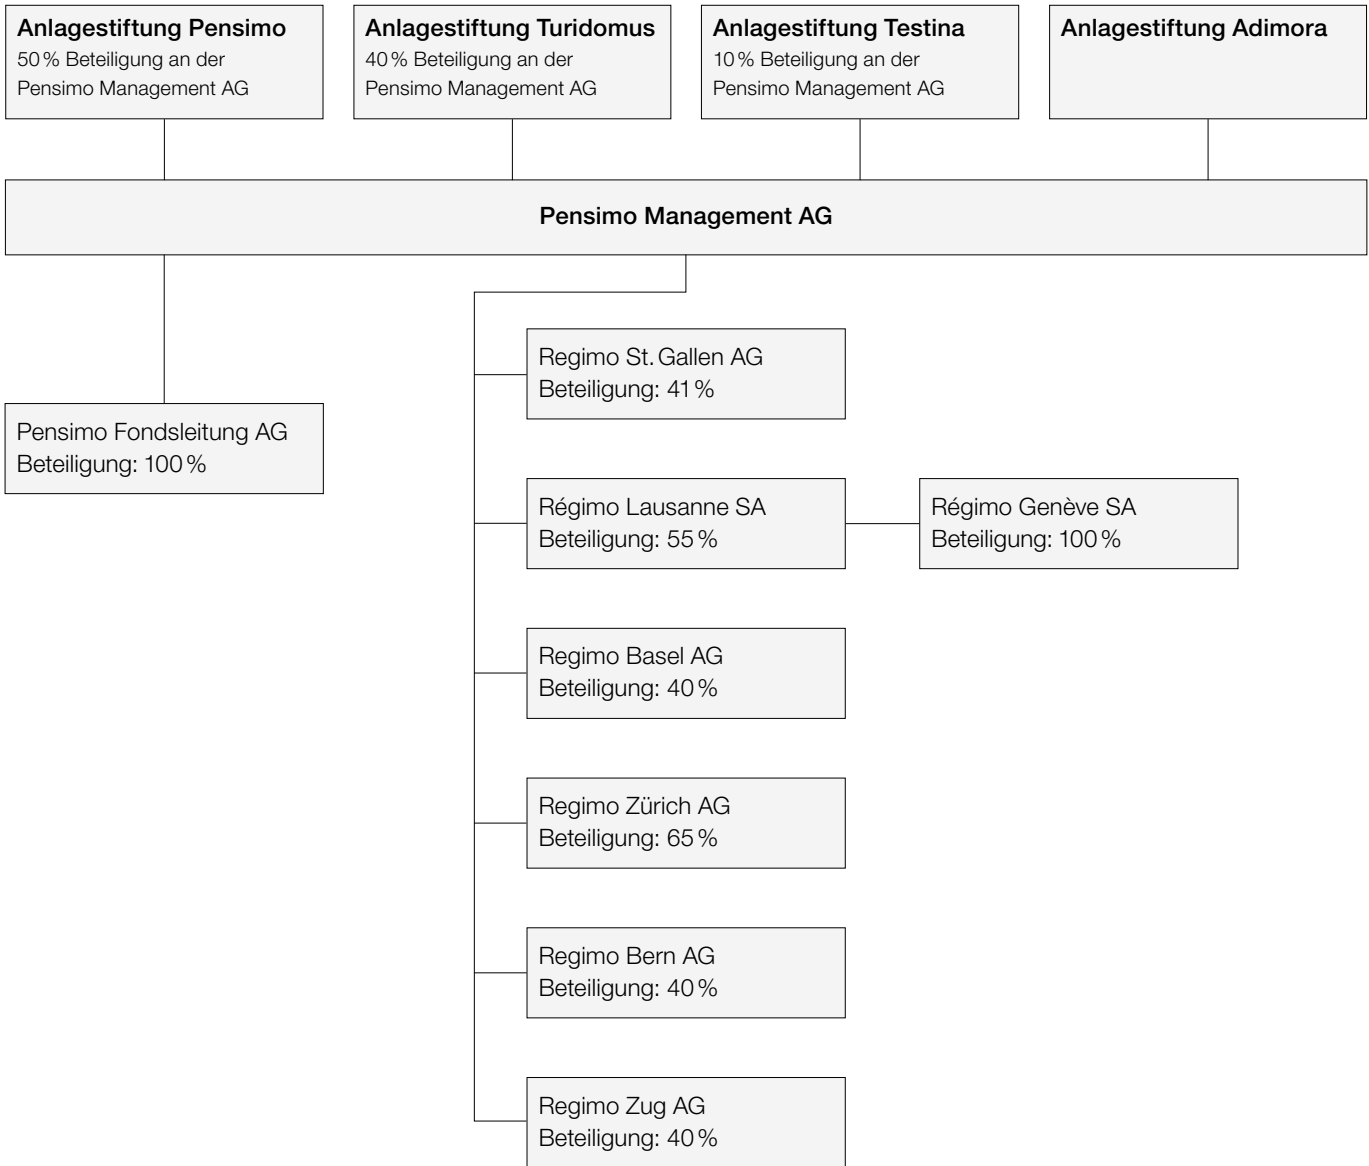 Anlagestiftung Pensimo
50 % Beteiligung an der
Pensimo Management AG
Anlagestiftung Turidomus
40 % Beteiligung an der
Pensimo Management AG
Anlagestiftung Testina
10 % Beteiligung an der
Pensimo Management AG
Anlagestiftung Adimora
Pensimo Management AG
Regimo St. Gallen AG
Beteiligung: 41 %
Pensimo Fondsleitung AG
Beteiligung: 100 %
Régimo Lausanne SA
Beteiligung: 55 %
Régimo Genève SA
Beteiligung: 100 %
Regimo Basel AG
Beteiligung: 40 %
Regimo Zürich AG
Beteiligung: 65 %
Regimo Bern AG
Beteiligung: 40 %
Regimo Zug AG
Beteiligung: 40 %